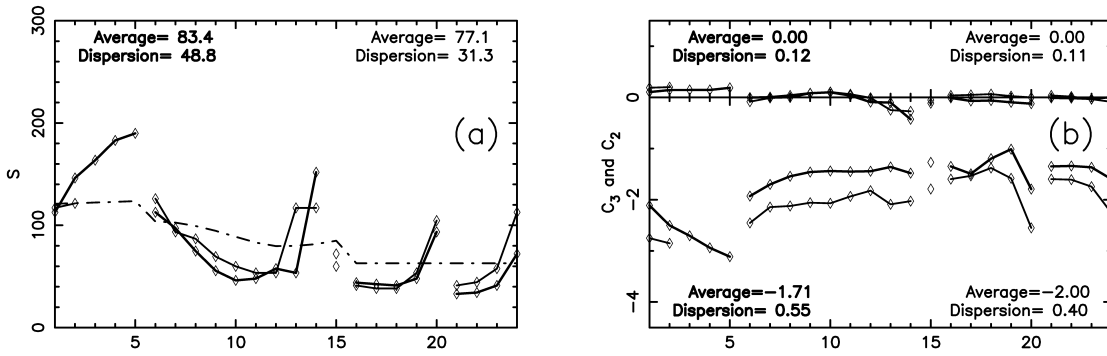 300
200
100
0
S
Average= 83.4
Dispersion= 48.8
Average= 77.1
Dispersion= 31.3
(a)
5
10
15
20
0
−2
−4
C3 and C2
Average= 0.00
Dispersion= 0.12
Average= 0.00
Dispersion= 0.11
(b)
Average=−1.71
Dispersion= 0.55
Average=−2.00
Dispersion= 0.40
5
10
15
20